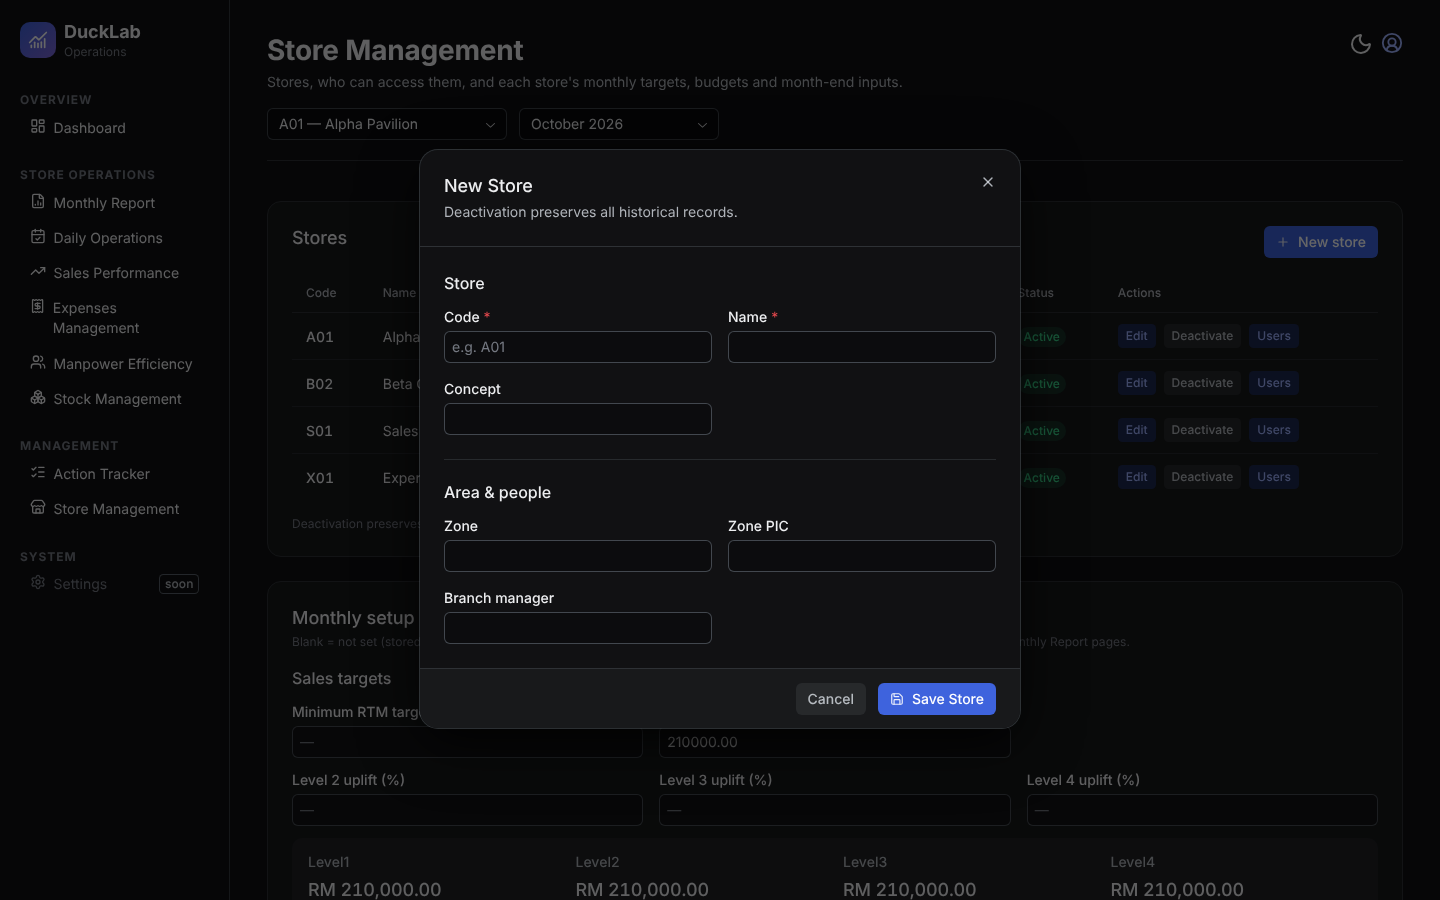 DuckLab
Operations
OVERVIEW
Dashboard
STORE OPERATIONS
Monthly Report
Daily Operations
Sales Performance
Expenses
Management
Manpower Efficiency
Stock Management
MANAGEMENT
Action Tracker
Store Management
SYSTEM
Settings soon
Store Management
Stores, who can access them, and each store's monthly targets, budgets and month-end inputs.
A01 — Alpha Pavilion October 2026
Stores
+ New store
Code Name Status Actions
A01 Alpha Active Edit Deactivate Users
B02 Beta Active Edit Deactivate Users
S01 Sales Active Edit Deactivate Users
X01 Active Edit Deactivate Users
Deactivation preserves
New Store
Deactivation preserves all historical records.
Store
Code * Name *
e.g. A01
Concept
Area & people
Zone Zone PIC
Branch manager
Cancel Save Store
Monthly setup
Blank = not set (stored Monthly Report pages.
Sales targets
Minimum RTM
— 210000.00
Level 2 uplift (%) Level 3 uplift (%) Level 4 uplift (%)
— — —
Level1 Level2 Level3 Level4
RM 210,000.00 RM 210,000.00 RM 210,000.00 RM 210,000.00